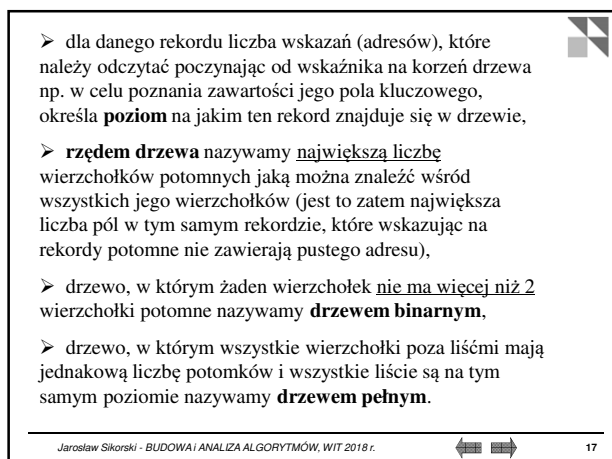 ➢ dla danego rekordu liczba wskazań (adresów), które
należy odczytać poczynając od wskaźnika na korzeń drzewa
np. w celu poznania zawartości jego pola kluczowego,
określa poziom na jakim ten rekord znajduje się w drzewie,
➢ rzędem drzewa nazywamy największą liczbę
wierzchołków potomnych jaką można znaleźć wśród
wszystkich jego wierzchołków (jest to zatem największa
liczba pól w tym samym rekordzie, które wskazując na
rekordy potomne nie zawierają pustego adresu),
➢ drzewo, w którym żaden wierzchołek nie ma więcej niż 2
wierzchołki potomne nazywamy drzewem binarnym,
➢ drzewo, w którym wszystkie wierzchołki poza liśćmi mają
jednakową liczbę potomków i wszystkie liście są na tym
samym poziomie nazywamy drzewem pełnym.
Jarosław Sikorski - BUDOWA i ANALIZA ALGORYTMÓW, WIT 2018 r. 17